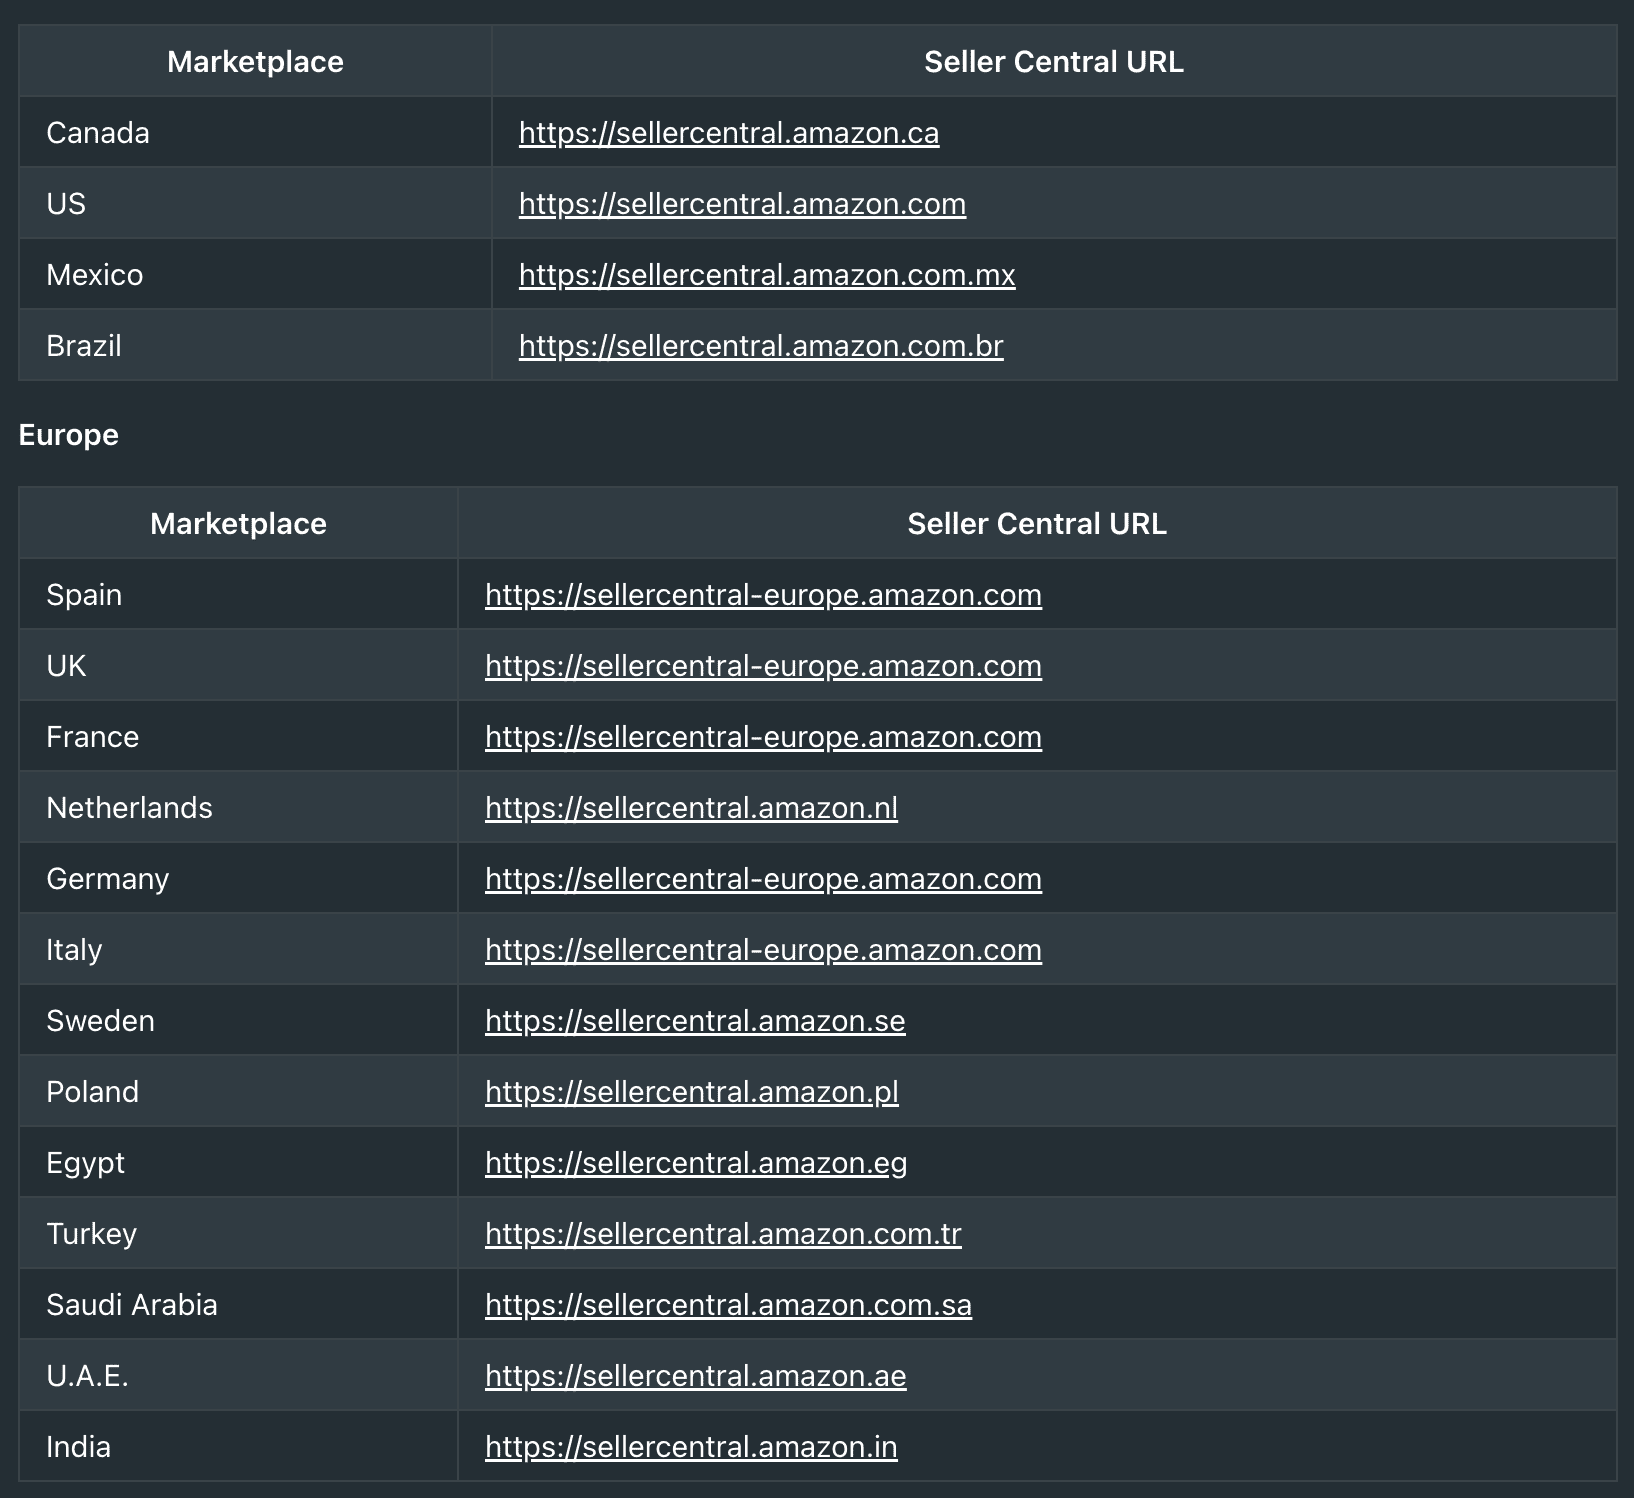 Marketplace Seller Central URL
Canada https://sellercentral.amazon.ca
US https://sellercentral.amazon.com
Mexico https://sellercentral.amazon.com.mx
Brazil https://sellercentral.amazon.com.br
Europe
Marketplace Seller Central URL
Spain https://sellercentral-europe.amazon.com
UK https://sellercentral-europe.amazon.com
France https://sellercentral-europe.amazon.com
Netherlands https://sellercentral.amazon.nl
Germany https://sellercentral-europe.amazon.com
Italy https://sellercentral-europe.amazon.com
Sweden https://sellercentral.amazon.se
Poland https://sellercentral.amazon.pl
Egypt https://sellercentral.amazon.eg
Turkey https://sellercentral.amazon.com.tr
Saudi Arabia https://sellercentral.amazon.com.sa
U.A.E. https://sellercentral.amazon.ae
India https://sellercentral.amazon.in